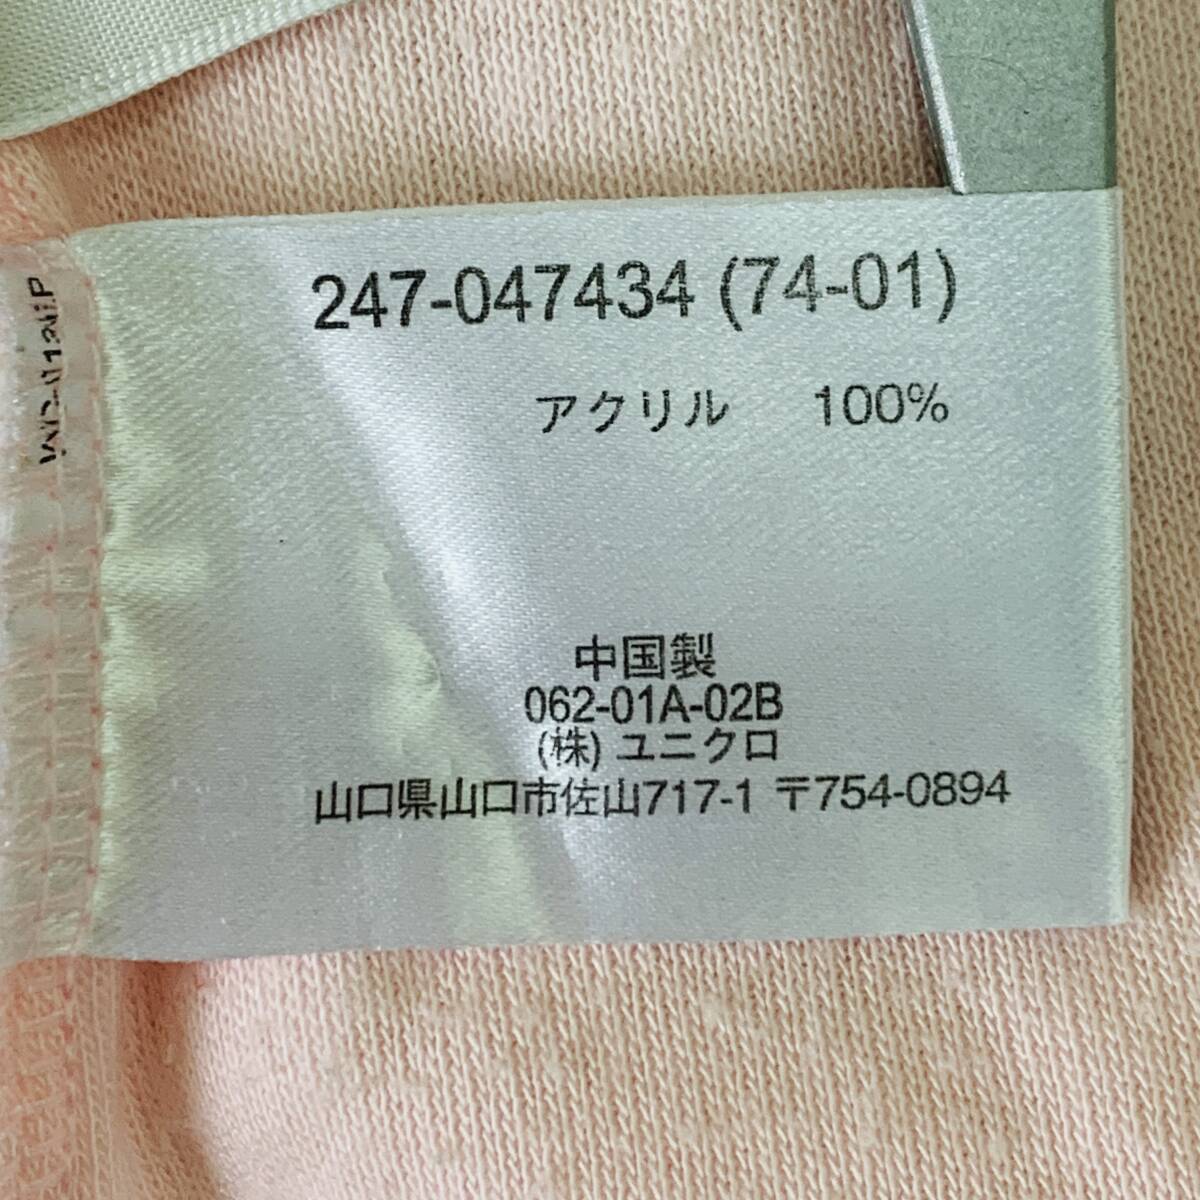 247-047434 (74-01)
アクリル 100%
中国製
062-01A-02B
(株) ユニクロ
山口県山口市佐山717-1 〒754-0894